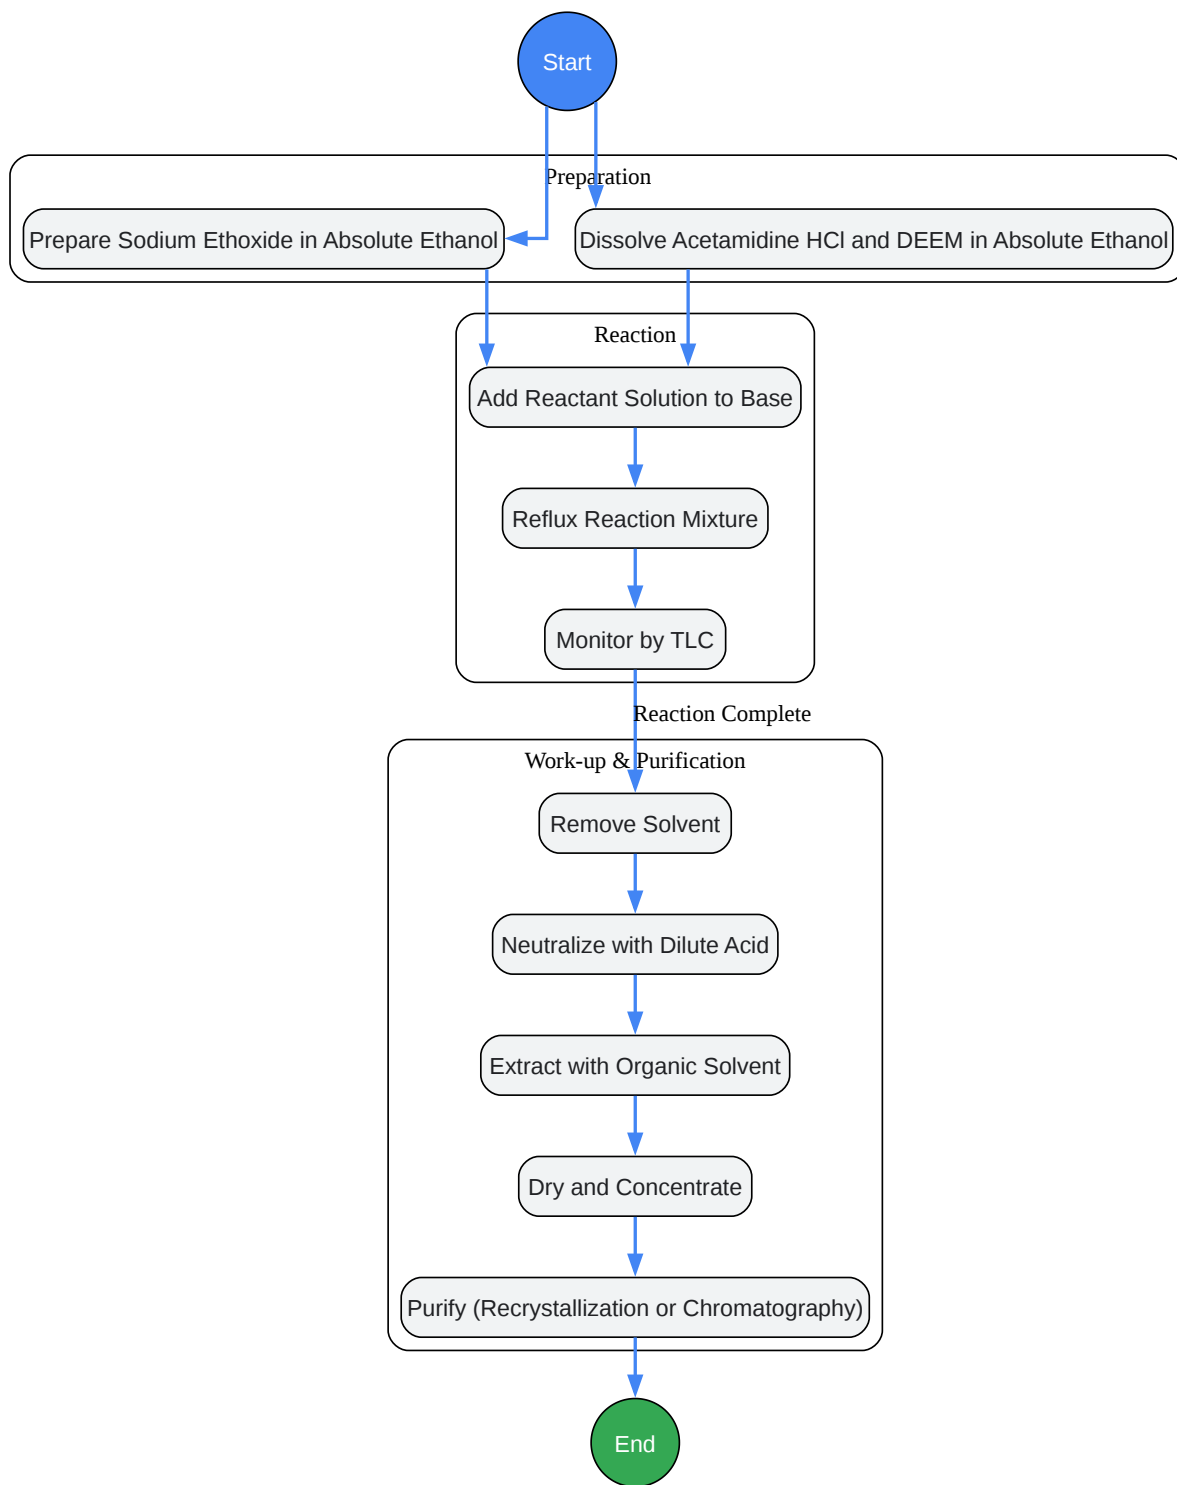 Start
Preparation
Prepare Sodium Ethoxide in Absolute Ethanol
Dissolve Acetamidine HCl and DEEM in Absolute Ethanol
Reaction
Add Reactant Solution to Base
Reflux Reaction Mixture
Monitor by TLC
Reaction Complete
Work-up & Purification
Remove Solvent
Neutralize with Dilute Acid
Extract with Organic Solvent
Dry and Concentrate
Purify (Recrystallization or Chromatography)
End